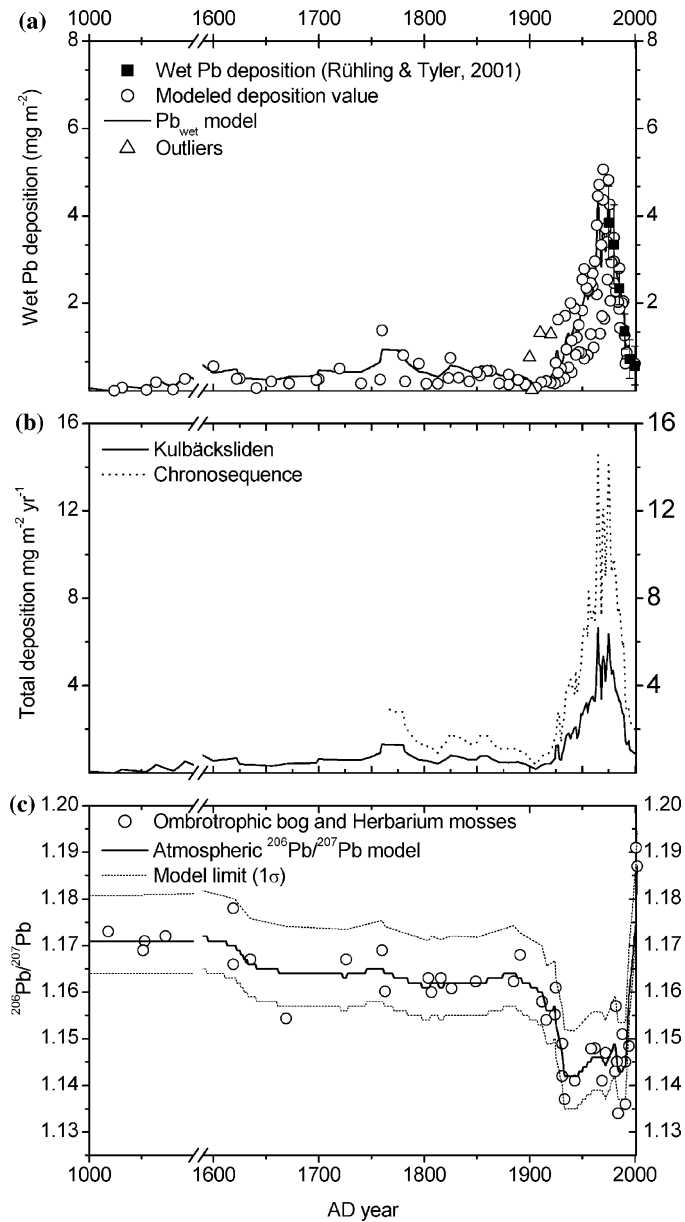 (a)
1000 1600 1700 1800 1900 2000
8 8
6 6
4 4
2 2
Wet Pb deposition (mg m-2)
Wet Pb deposition (Rühling & Tyler, 2001)
Modeled deposition value
Pbwet model
Outliers
(b)
16 16
12 12
8 8
4 4
Total deposition mg m-2 yr-1
Kulbäcksliden
Chronosequence
(c)
1.20 1.20
1.19 1.19
1.18 1.18
1.17 1.17
1.16 1.16
1.15 1.15
1.14 1.14
1.13 1.13
206Pb/207Pb
Ombrotrophic bog and Herbarium mosses
Atmospheric 206Pb/207Pb model
Model limit (1σ)
1000 1600 1700 1800 1900 2000
AD year